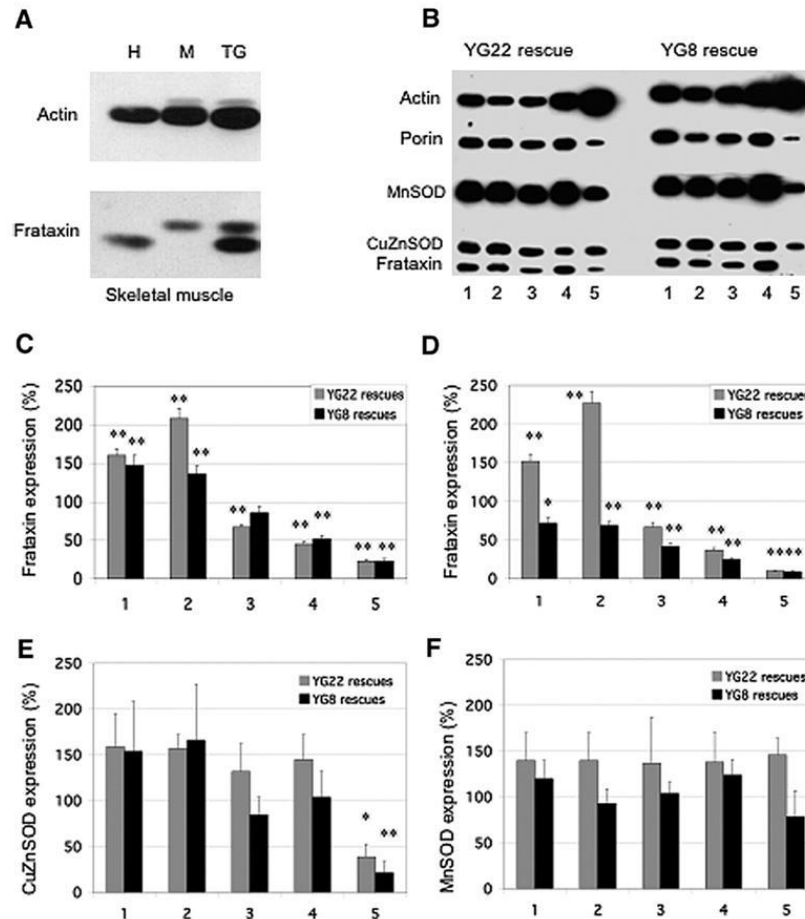 A
H M TG
Actin
Frataxin
Skeletal muscle
B
YG22 rescue YG8 rescue
Actin
Porin
MnSOD
CuZnSOD
Frataxin
1 2 3 4 5 1 2 3 4 5
C
Frataxin expression (%)
250
200
150
100
50
0
YG22 rescues
YG8 rescues
** ** ** ** ** ** ** ** **
1 2 3 4 5
D
Frataxin expression (%)
250
200
150
100
50
0
YG22 rescues
YG8 rescues
** * ** ** ** ** ** ** ****
1 2 3 4 5
E
CuZnSOD expression (%)
250
200
150
100
50
0
YG22 rescues
YG8 rescues
* **
1 2 3 4 5
F
MnSOD expression (%)
250
200
150
100
50
0
YG22 rescues
YG8 rescues
1 2 3 4 5